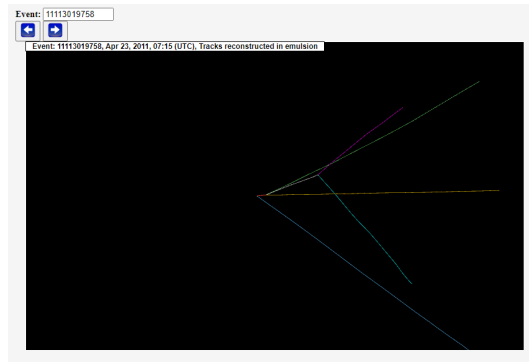 Event: 11113019758
Event: 11113019758, Apr 23, 2011, 07:15 (UTC), Tracks reconstructed in emulsion